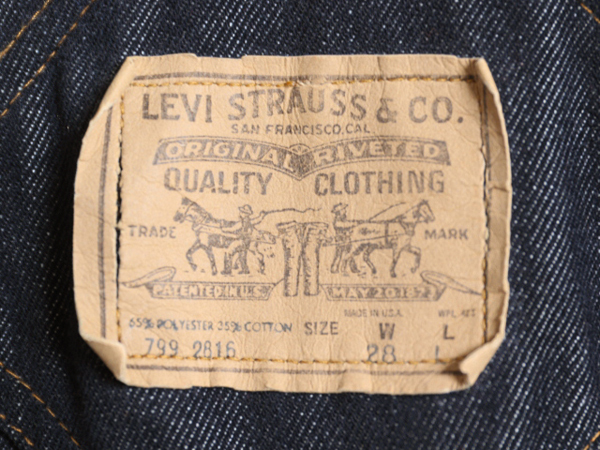 LEVI STRAUSS & CO.
SAN FRANCISCO, CAL
ORIGINAL RIVETED
QUALITY CLOTHING
TRADE MARK
PATENTED IN U.S. MAY 20 1873
MADE IN U.S.A.
65% POLYESTER 35% COTTON SIZE W L
799 2816 28